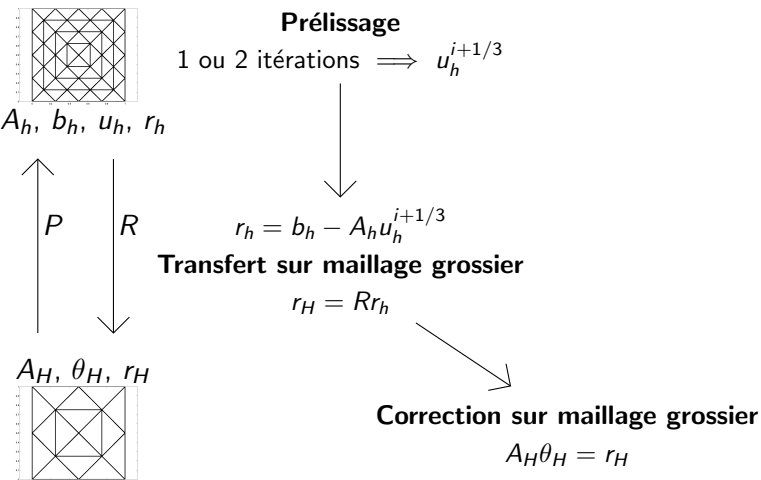 Prélissage
1 ou 2 itérations ⟹ u_h^{i+1/3}
A_h, b_h, u_h, r_h
P
R
r_h = b_h − A_h u_h^{i+1/3}
Transfert sur maillage grossier
r_H = Rr_h
A_H, θ_H, r_H
Correction sur maillage grossier
A_H θ_H = r_H